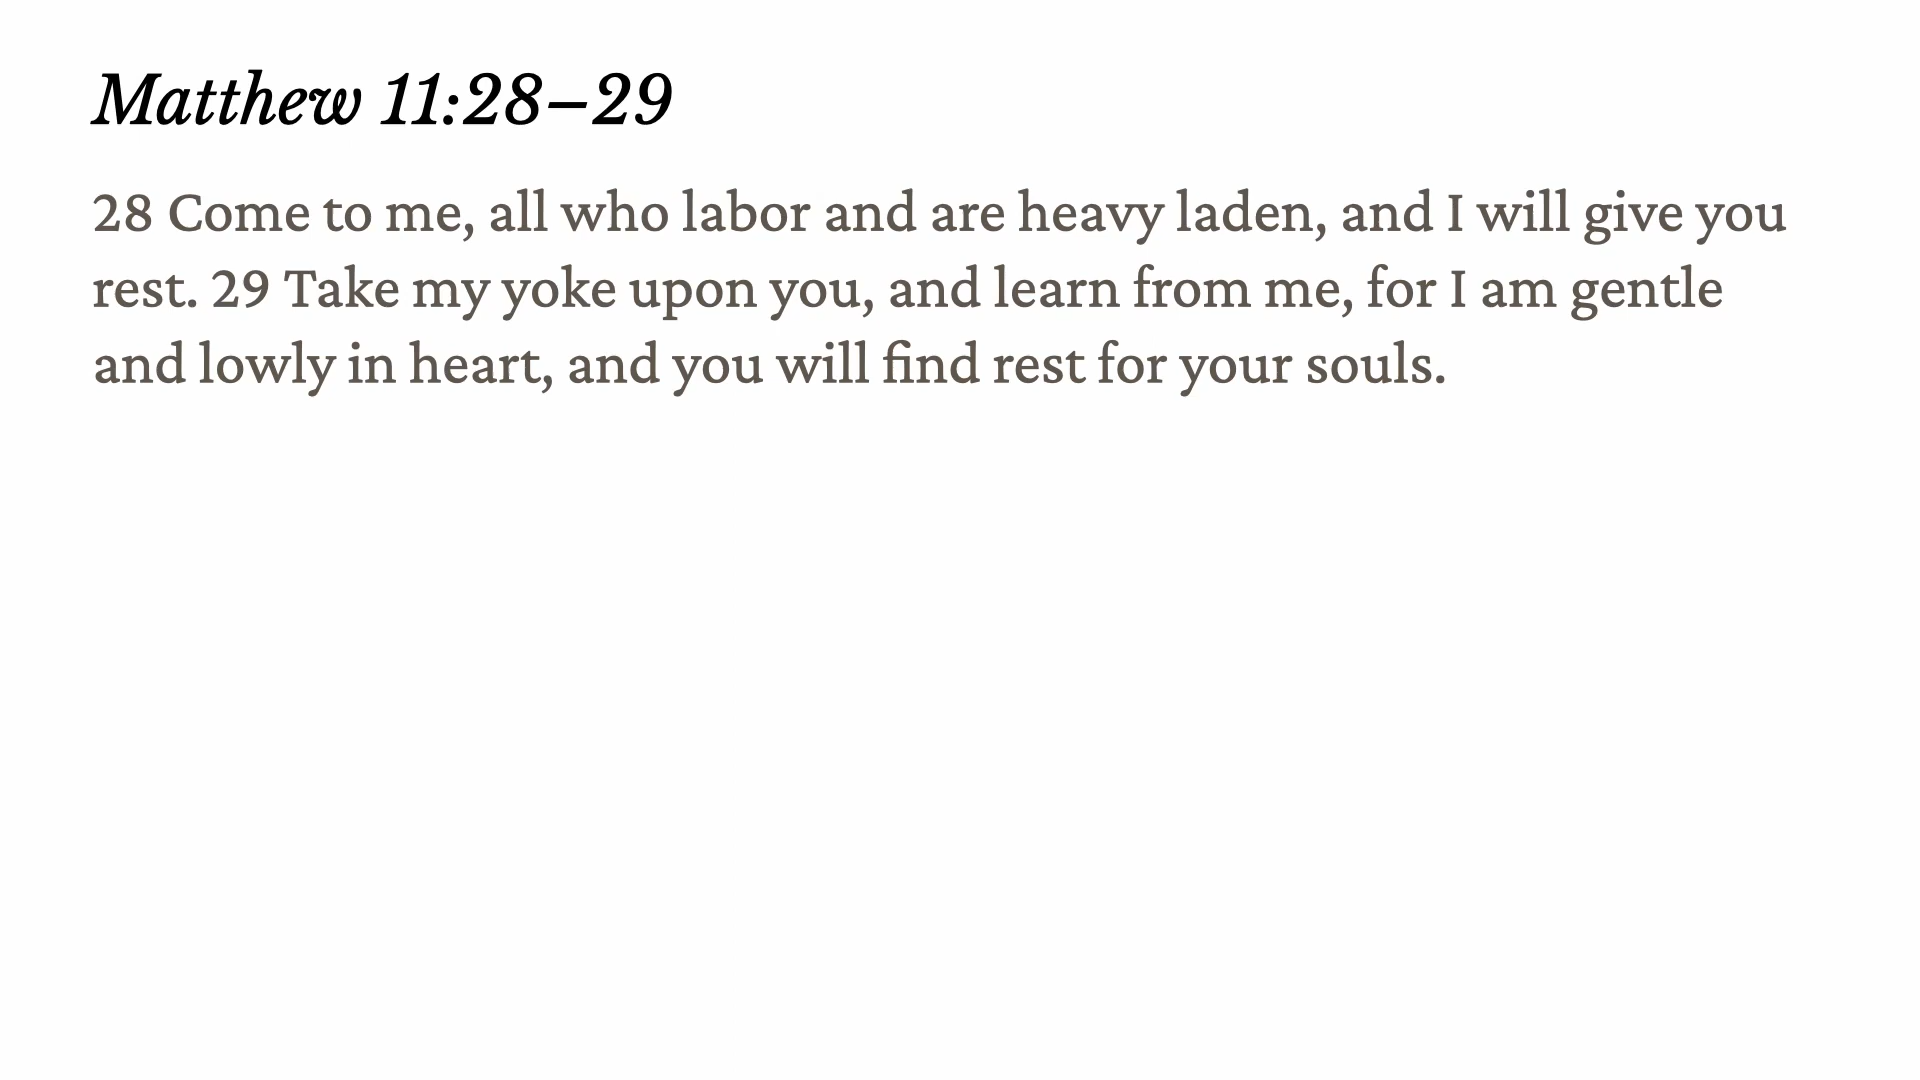 Matthew 11:28–29
28 Come to me, all who labor and are heavy laden, and I will give you
rest. 29 Take my yoke upon you, and learn from me, for I am gentle
and lowly in heart, and you will find rest for your souls.